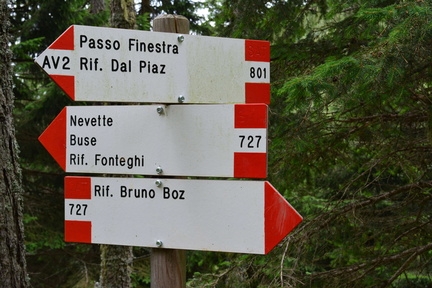 Passo Finestra
AV2 Rif. Dal Piaz 801
Nevette
Buse 727
Rif. Fonteghi
Rif. Bruno Boz
727